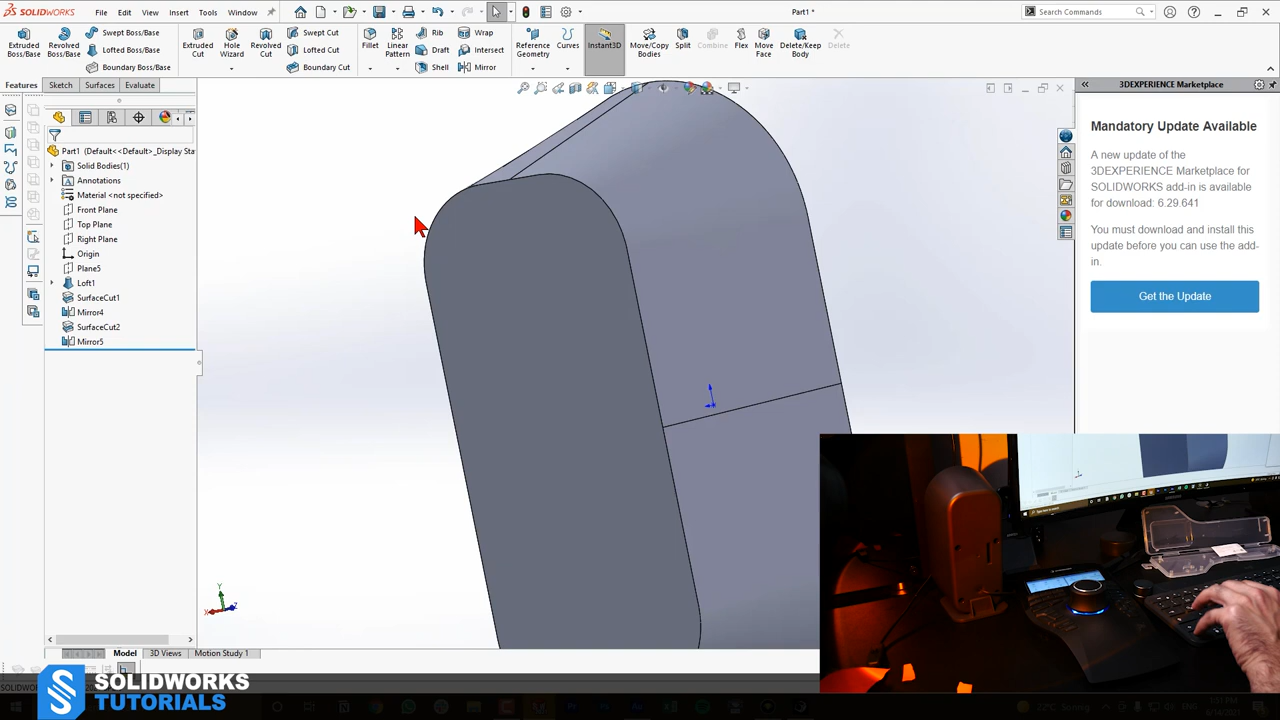 SOLIDWORKS
File
Edit
View
Insert
Tools
Window
Part1 *
Search Commands
Extruded Boss/Base
Revolved Boss/Base
Swept Boss/Base
Lofted Boss/Base
Boundary Boss/Base
Extruded Cut
Hole Wizard
Revolved Cut
Swept Cut
Lofted Cut
Boundary Cut
Fillet
Linear Pattern
Rib
Draft
Shell
Wrap
Intersect
Mirror
Reference Geometry
Curves
Instant3D
Move/Copy Bodies
Split
Combine
Flex
Move Face
Delete/Keep Body
Delete
Features
Sketch
Surfaces
Evaluate
3DEXPERIENCE Marketplace
Mandatory Update Available
A new update of the
3DEXPERIENCE Marketplace for
SOLIDWORKS add-in is available
for download: 6.29.641
You must download and install this
update before you can use the add-
in.
Get the Update
Part1 (Default<<Default>_Display Sta
Solid Bodies(1)
Annotations
Material <not specified>
Front Plane
Top Plane
Right Plane
Origin
Plane5
Loft1
SurfaceCut1
Mirror4
SurfaceCut2
Mirror5
Y
X
Z
Model
3D Views
Motion Study 1
SOLIDWORKS
TUTORIALS